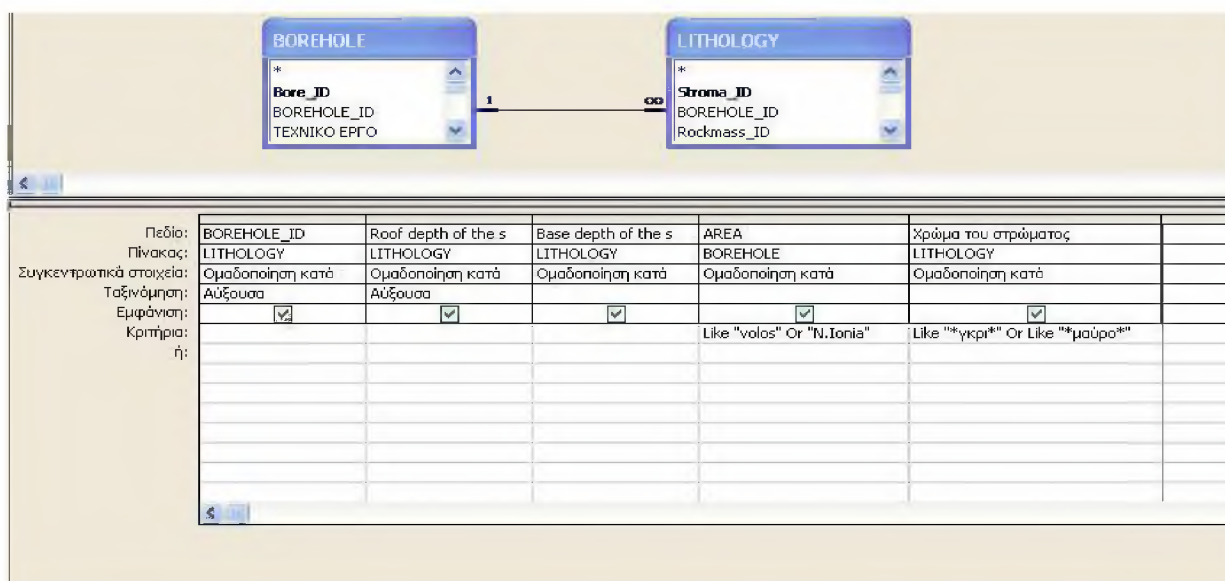 BOREHOLE
*
Bore_ID
BOREHOLE_ID
ΤΕΧΝΙΚΟ ΕΡΓΟ
1
∞
LITHOLOGY
*
Stroma_ID
BOREHOLE_ID
Rockmass_ID
Πεδίο: BOREHOLE_ID Roof depth of the s Base depth of the s AREA Χρώμα του στρώματος
Πίνακας: LITHOLOGY LITHOLOGY LITHOLOGY BOREHOLE LITHOLOGY
Συγκεντρωτικά στοιχεία: Ομαδοποίηση κατά Ομαδοποίηση κατά Ομαδοποίηση κατά Ομαδοποίηση κατά Ομαδοποίηση κατά
Ταξινόμηση: Αύξουσα Αύξουσα
Εμφάνιση:
Κριτήρια: Like "volos" Or "N.Ionia" Like "*γκρι*" Or Like "*μαύρο*"
ή: